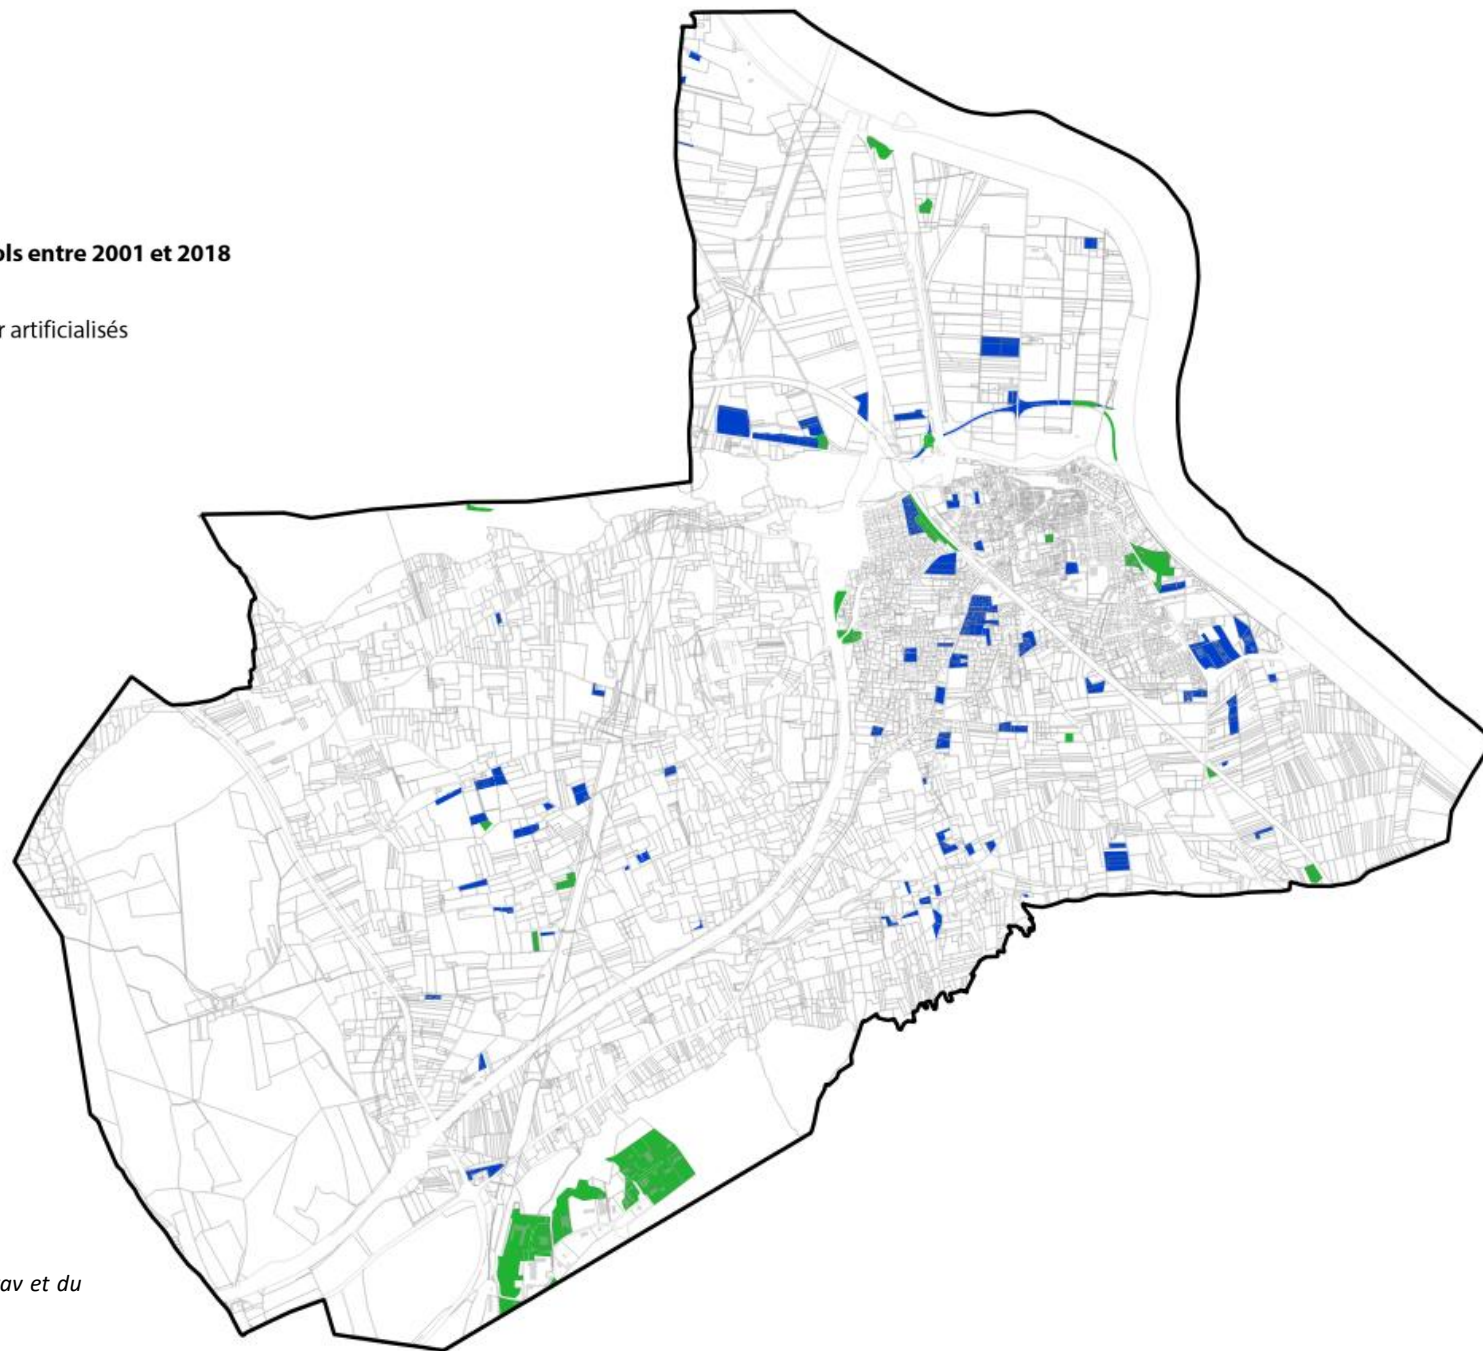 ols entre 2001 et 2018
r artificialisés
av et du